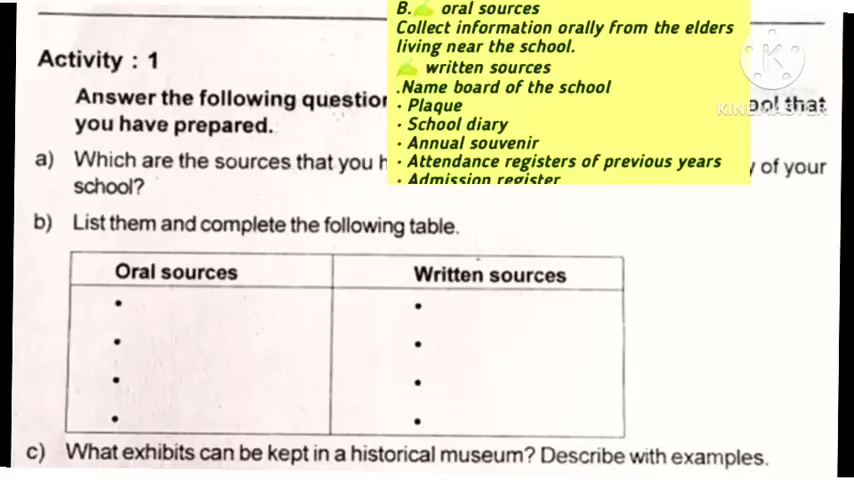 B.✍ oral sources
Collect information orally from the elders
living near the school.
✍ written sources
.Name board of the school
· Plaque
· School diary
· Annual souvenir
· Attendance registers of previous years
· Admission register
KINEMASTER
Activity : 1
Answer the following that
you have prepared.
a) Which are the sources that you of your
school?
b) List them and complete the following table.
Oral sources Written sources
• •
• •
• •
• •
c) What exhibits can be kept in a historical museum? Describe with examples.